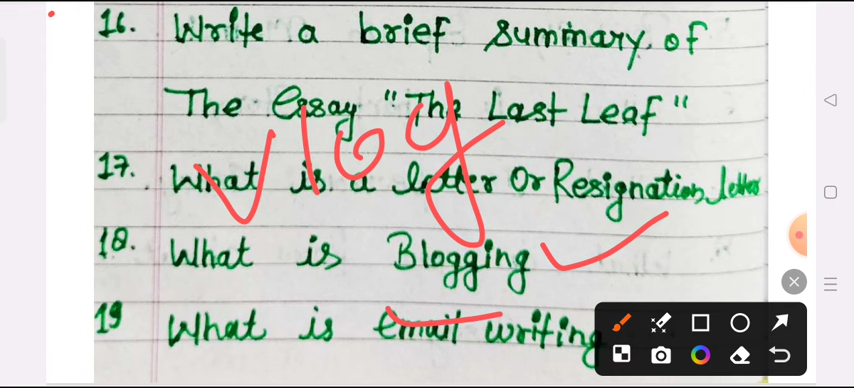 16. Write a brief summary of
The Essay "The Last Leaf"
Vlog
17. What is a letter Or Resignation letter
18. What is Blogging
19 What is email writing